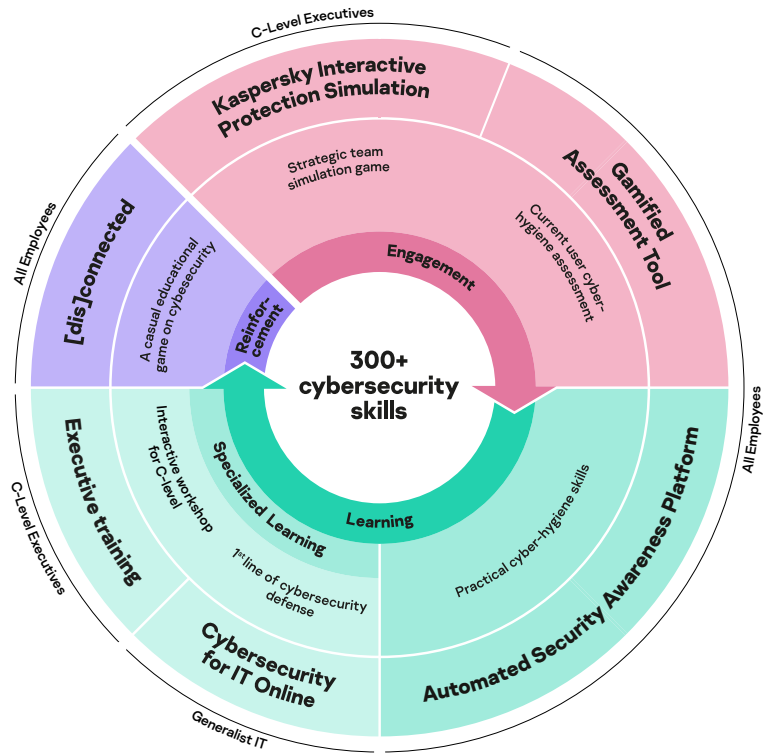 C-Level Executives
Kaspersky Interactive
Protection Simulation
Strategic team
simulation game
Gamified
Assessment Tool
Current user cyber-
hygiene assessment
Engagement
All Employees
[dis]connected
A casual educational
game on cybesecurity
Reinfor-
cement
300+
cybersecurity
skills
All Employees
Automated Security Awareness Platform
Practical cyber-hygiene skills
Learning
Specialized Learning
Executive training
Interactive workshop
for C-level
C-Level Executives
1st line of cybersecurity
defense
Cybersecurity
for IT Online
Generalist IT